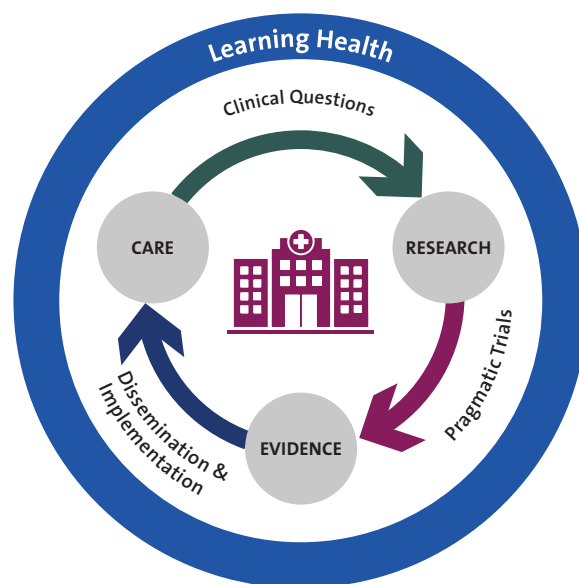 Learning Health
Clinical Questions
CARE
RESEARCH
Pragmatic Trials
Dissemination &
Implementation
EVIDENCE